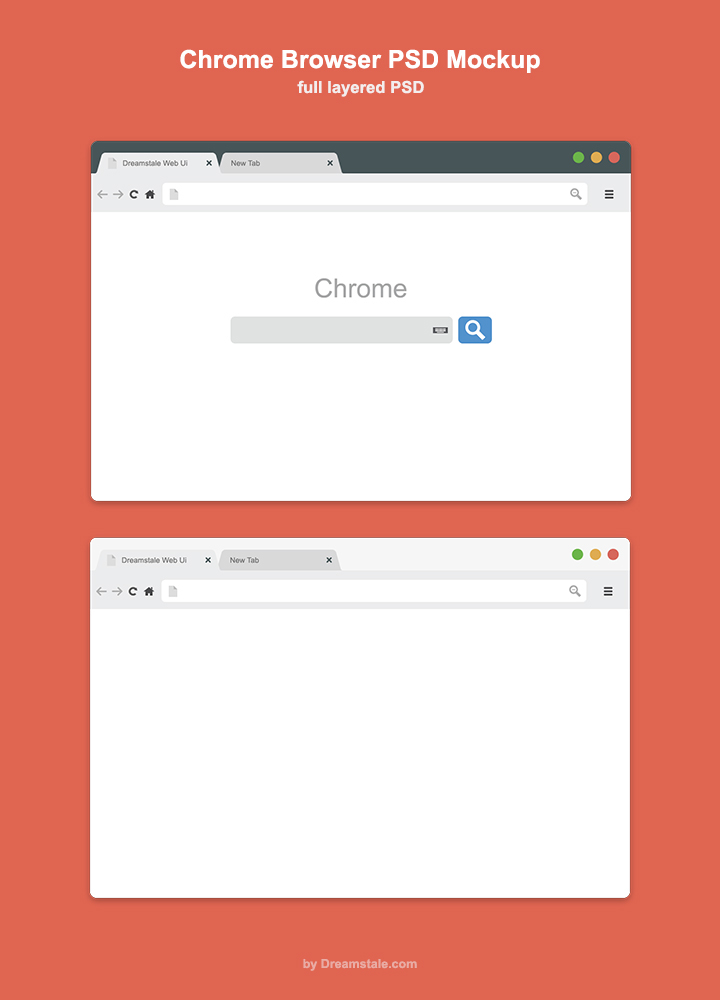 Chrome Browser PSD Mockup
full layered PSD
Dreamstale Web Ui
New Tab
Chrome
Dreamstale Web Ui
New Tab
by Dreamstale.com